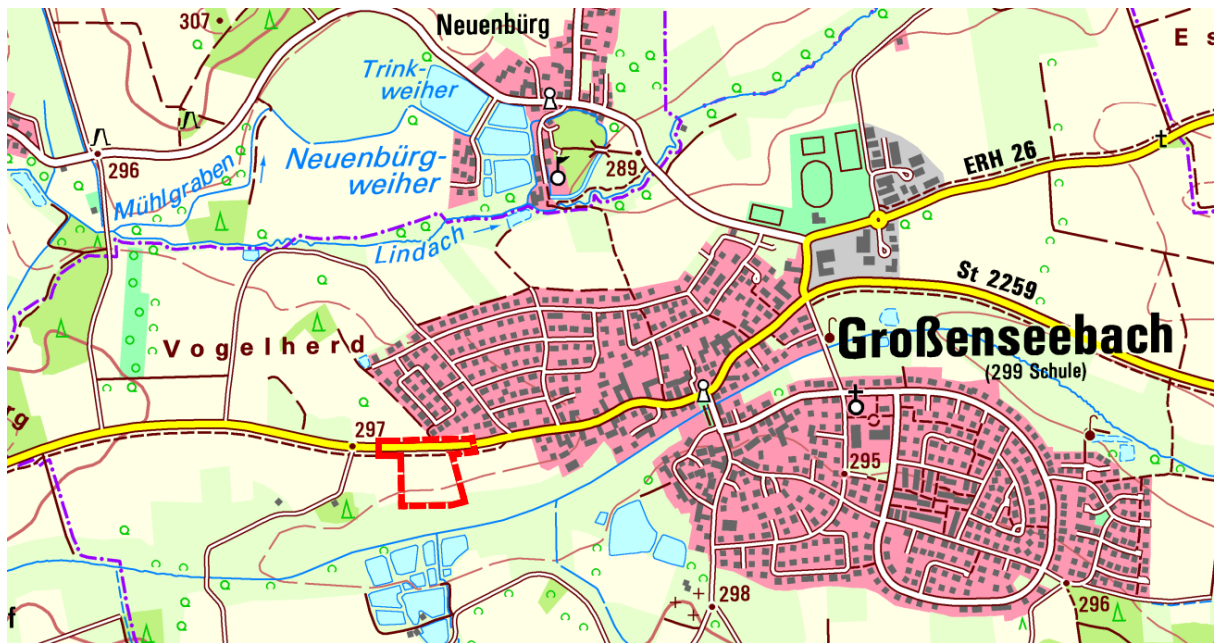 307
Neuenbürg
E s
Trink-
weiher
296
Mühlgraben
Neuenbürg-
weiher
289
ERH 26
Lindach
St 2259
Vogelherd
Großenseebach
(299 Schule)
rg
297
295
298
296
f